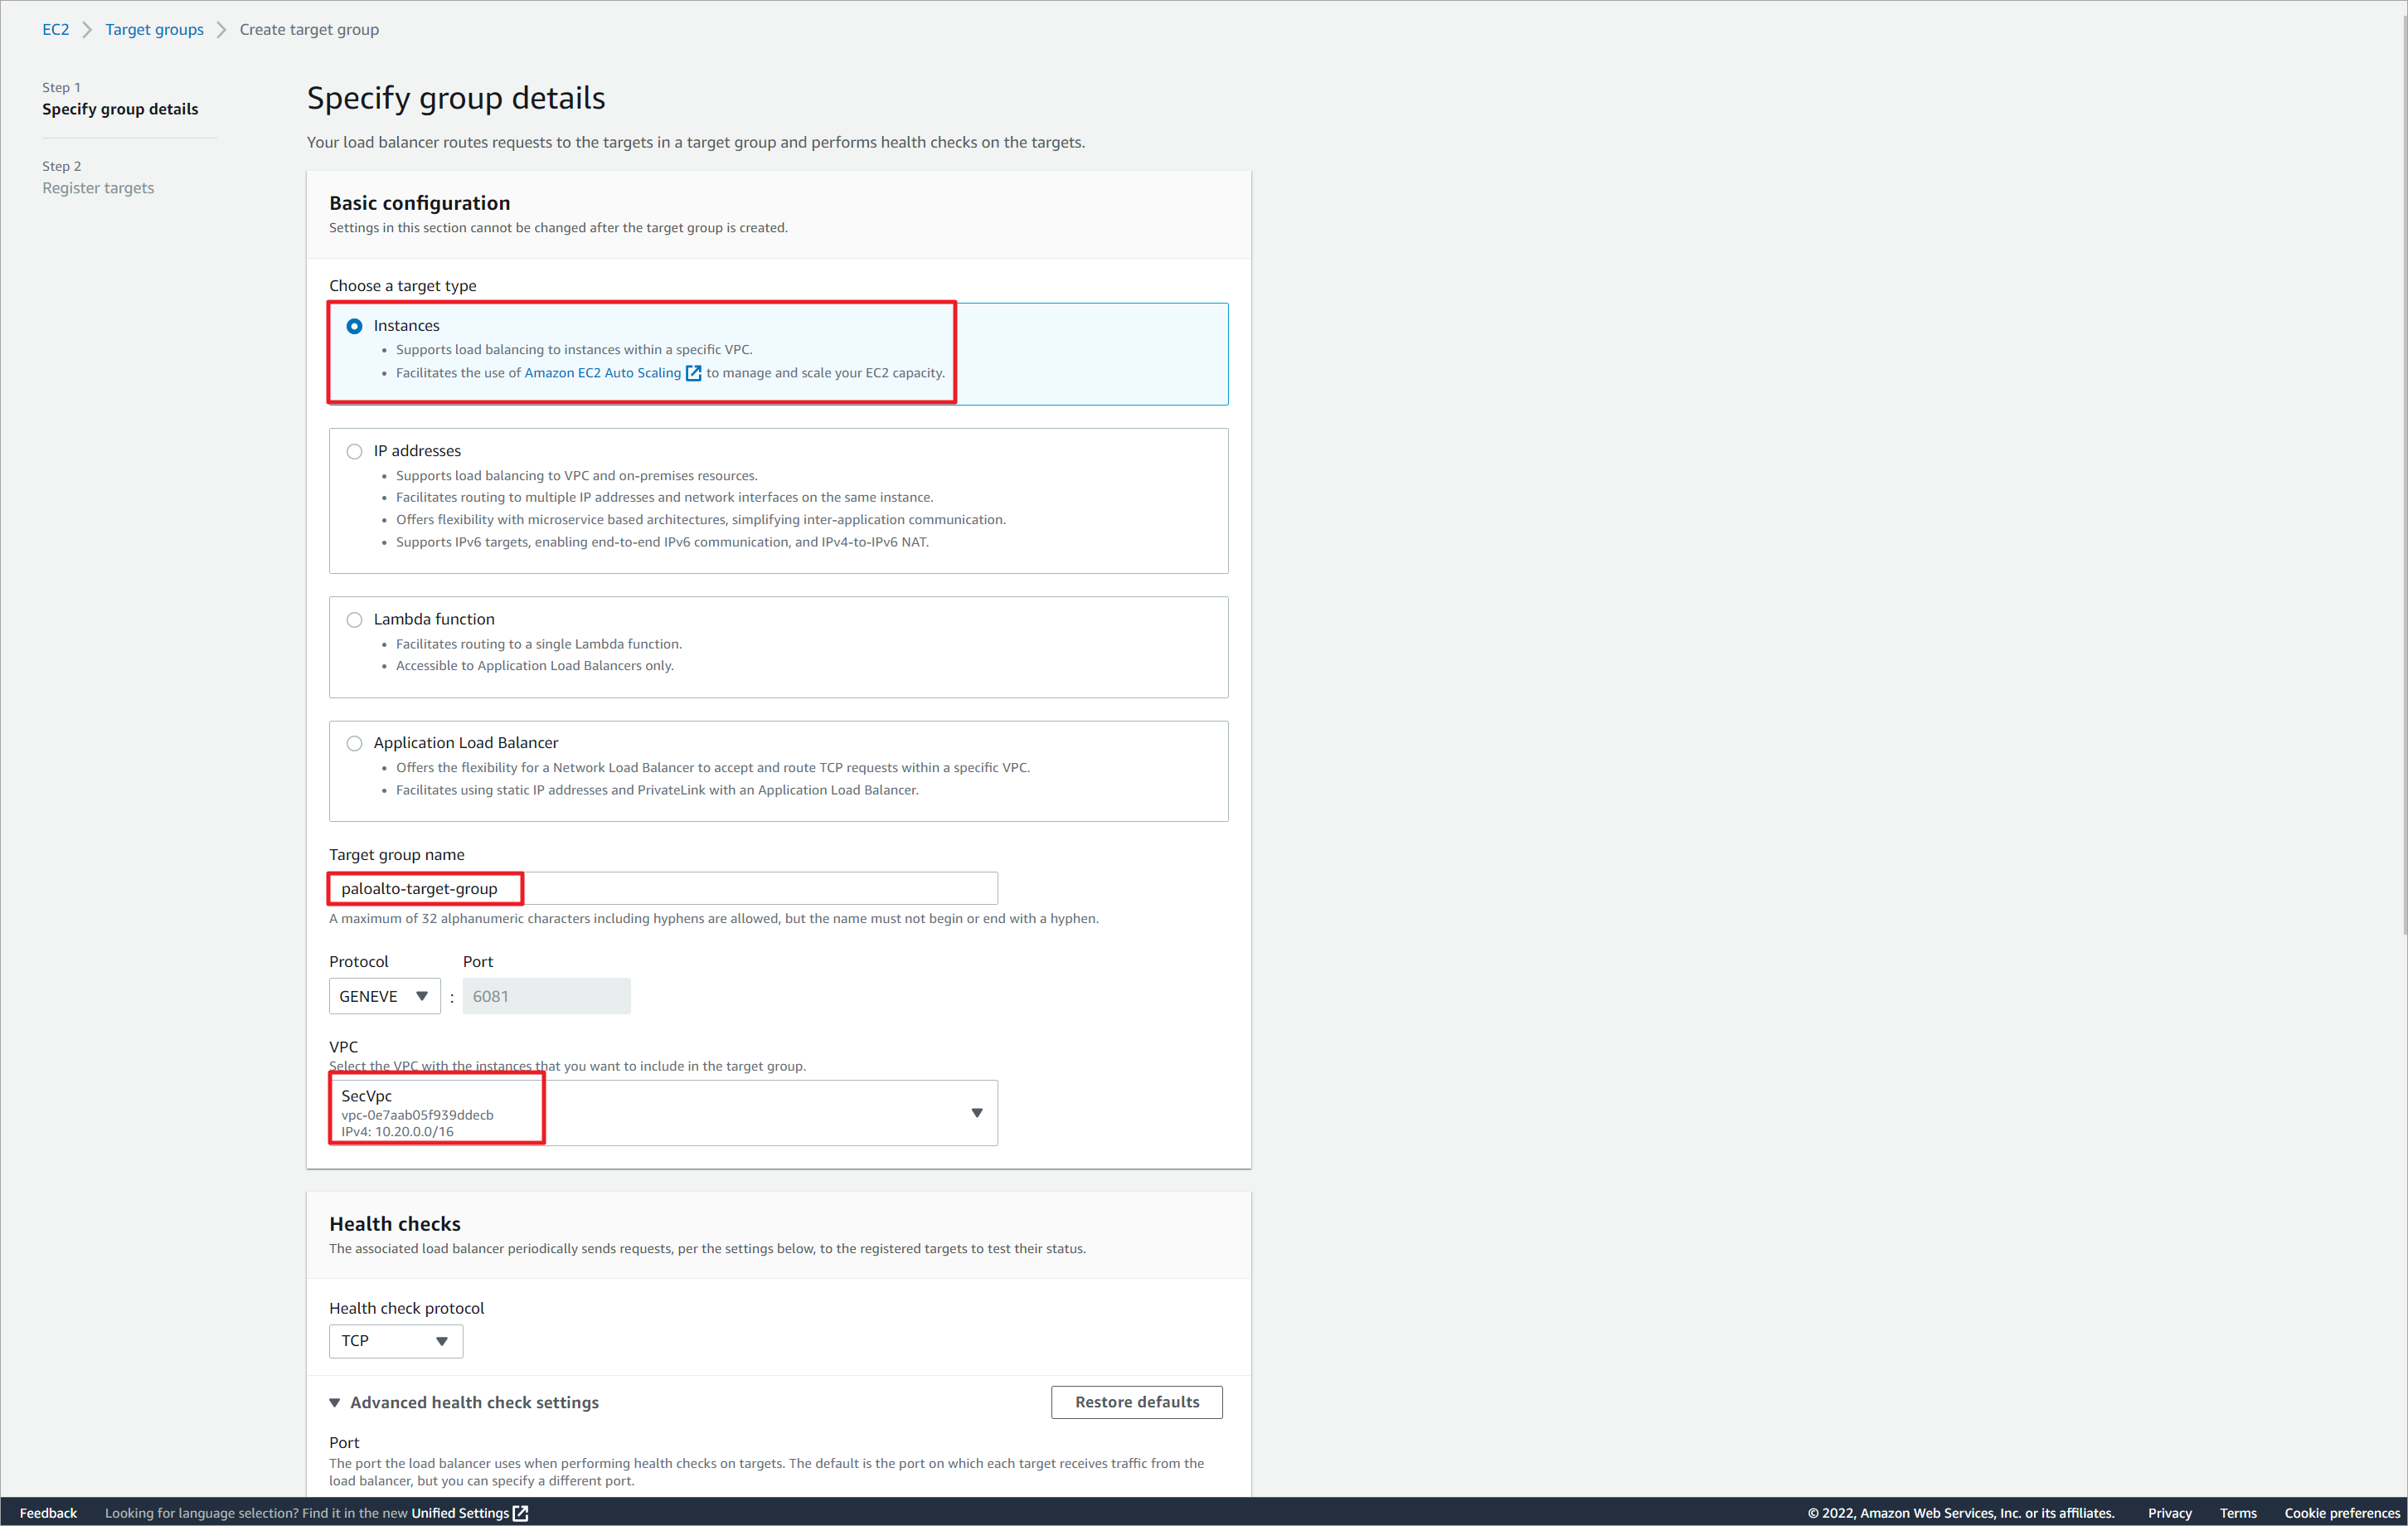 EC2 > Target groups > Create target group
Step 1
Specify group details
Step 2
Register targets
Specify group details
Your load balancer routes requests to the targets in a target group and performs health checks on the targets.
Basic configuration
Settings in this section cannot be changed after the target group is created.
Choose a target type
Instances
• Supports load balancing to instances within a specific VPC.
• Facilitates the use of Amazon EC2 Auto Scaling to manage and scale your EC2 capacity.
IP addresses
• Supports load balancing to VPC and on-premises resources.
• Facilitates routing to multiple IP addresses and network interfaces on the same instance.
• Offers flexibility with microservice based architectures, simplifying inter-application communication.
• Supports IPv6 targets, enabling end-to-end IPv6 communication, and IPv4-to-IPv6 NAT.
Lambda function
• Facilitates routing to a single Lambda function.
• Accessible to Application Load Balancers only.
Application Load Balancer
• Offers the flexibility for a Network Load Balancer to accept and route TCP requests within a specific VPC.
• Facilitates using static IP addresses and PrivateLink with an Application Load Balancer.
Target group name
paloalto-target-group
A maximum of 32 alphanumeric characters including hyphens are allowed, but the name must not begin or end with a hyphen.
Protocol Port
GENEVE : 6081
VPC
Select the VPC with the instances that you want to include in the target group.
SecVpc
vpc-0e7aab05f939ddecb
IPv4: 10.20.0.0/16
Health checks
The associated load balancer periodically sends requests, per the settings below, to the registered targets to test their status.
Health check protocol
TCP
Advanced health check settings Restore defaults
Port
The port the load balancer uses when performing health checks on targets. The default is the port on which each target receives traffic from the
load balancer, but you can specify a different port.
Feedback Looking for language selection? Find it in the new Unified Settings © 2022, Amazon Web Services, Inc. or its affiliates. Privacy Terms Cookie preferences